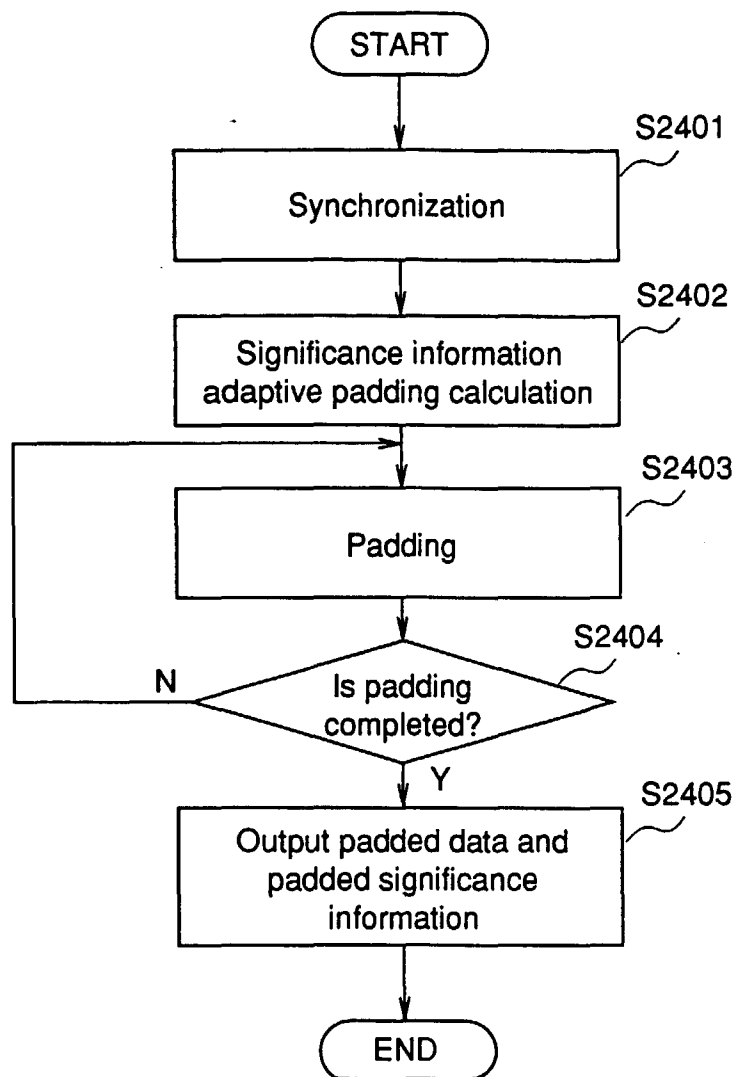 START
S2401
Synchronization
S2402
Significance information
adaptive padding calculation
S2403
Padding
S2404
N
Is padding
completed?
Y
S2405
Output padded data and
padded significance
information
END